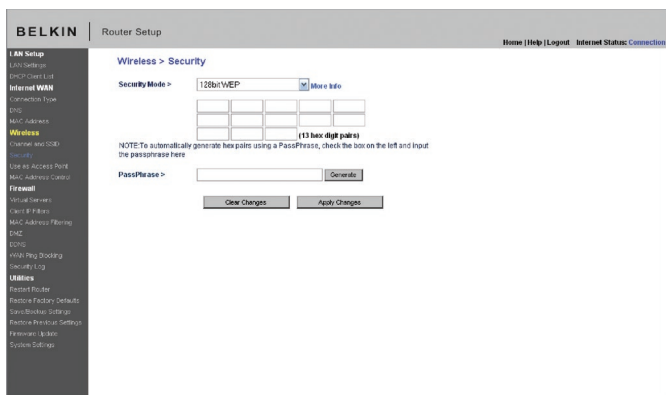 BELKIN
Router Setup
Home | Help | Logout Internet Status: Connection
LAN Setup
LAN Settings
DHCP Client List
Internet WAN
Connection Type
DNS
MAC Address
Wireless
Channel and SSID
Security
Use as Access Point
MAC Address Control
Firewall
Virtual Servers
Client IP Filters
MAC Address Filtering
DMZ
DDNS
WAN Ping Blocking
Security Log
Utilities
Restart Router
Restore Factory Defaults
Save/Backup Settings
Restore Previous Settings
Firmware Update
System Settings
Wireless > Security
Security Mode > 128bit WEP More Info
(13 hex digit pairs)
NOTE:To automatically generate hex pairs using a PassPhrase, check the box on the left and input
the passphrase here
PassPhrase > Generate
Clear Changes Apply Changes